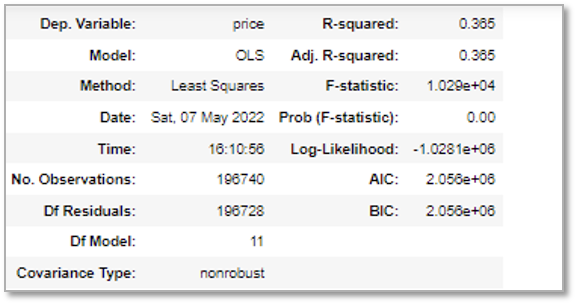 Dep. Variable: price R-squared: 0.365
Model: OLS Adj. R-squared: 0.365
Method: Least Squares F-statistic: 1.029e+04
Date: Sat, 07 May 2022 Prob (F-statistic): 0.00
Time: 16:10:56 Log-Likelihood: -1.0281e+06
No. Observations: 196740 AIC: 2.056e+06
Df Residuals: 196728 BIC: 2.056e+06
Df Model: 11
Covariance Type: nonrobust